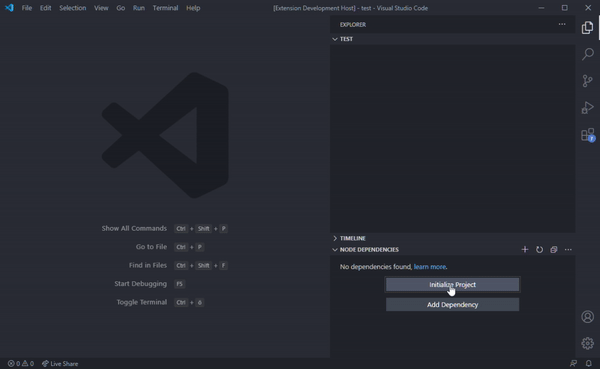 File Edit Selection View Go Run Terminal Help
[Extension Development Host] - test - Visual Studio Code
EXPLORER
TEST
Show All Commands Ctrl + Shift + P
Go to File Ctrl + P
Find in Files Ctrl + Shift + F
Start Debugging F5
Toggle Terminal Ctrl +
TIMELINE
NODE DEPENDENCIES
No dependencies found, learn more.
Initialize Project
Add Dependency
0 0 Live Share